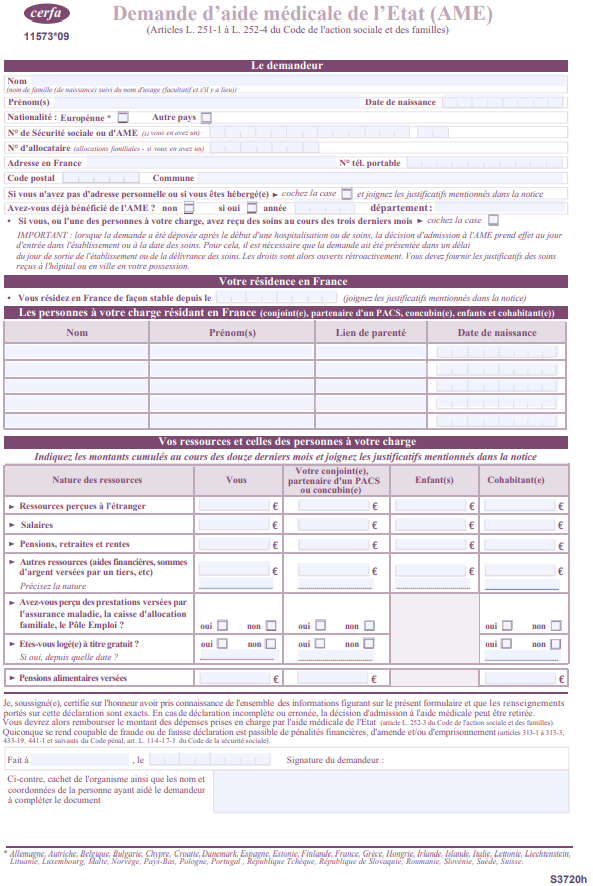 cerfa
11573*09
Demande d'aide médicale de l'Etat (AME)
(Articles L. 251-1 à L. 252-4 du Code de l'action sociale et des familles)
Le demandeur
Nom
(nom de famille (de naissance) suivi du nom d'usage (facultatif et s'il y a lieu))
Prénom(s) Date de naissance
Nationalité : Europénne * Autre pays
N° de Sécurité sociale ou d'AME (si vous en avez un)
N° d'allocataire (allocations familiales - si vous en avez un)
Adresse en France N° tél. portable
Code postal Commune
Si vous n'avez pas d'adresse personnelle ou si vous êtes hébergé(e) ► cochez la case et joignez les justificatifs mentionnés dans la notice
Avez-vous déjà bénéficié de l'AME ? non si oui année département :
• Si vous, ou l'une des personnes à votre charge, avez reçu des soins au cours des trois derniers mois ► cochez la case
IMPORTANT : lorsque la demande a été déposée après le début d'une hospitalisation ou de soins, la décision d'admission à l'AME prend effet au jour
d'entrée dans l'établissement ou à la date des soins. Pour cela, il est nécessaire que la demande ait été présentée dans un délai
du jour de sortie de l'établissement ou de la délivrance des soins. Les droits sont alors ouverts rétroactivement. Vous devez fournir les justificatifs des soins
reçus à l'hôpital ou en ville en votre possession.
Votre résidence en France
• Vous résidez en France de façon stable depuis le (joignez les justificatifs mentionnés dans la notice)
Les personnes à votre charge résidant en France (conjoint(e), partenaire d'un PACS, concubin(e), enfants et cohabitant(e))
Nom Prénom(s) Lien de parenté Date de naissance
Vos ressources et celles des personnes à votre charge
Indiquez les montants cumulés au cours des douze derniers mois et joignez les justificatifs mentionnés dans la notice
Nature des ressources Vous Votre conjoint(e), partenaire d'un PACS ou concubin(e) Enfant(s) Cohabitant(e)
► Ressources perçues à l'étranger € € € €
► Salaires € € € €
► Pensions, retraites et rentes € € € €
► Autres ressources (aides financières, sommes
d'argent versées par un tiers, etc) € € € €
Précisez la nature
► Avez-vous perçu des prestations versées par
l'assurance maladie, la caisse d'allocation
familiale, le Pôle Emploi ? oui non oui non oui non
► Etes-vous logé(e) à titre gratuit ? oui non oui non oui non
Si oui, depuis quelle date ?
► Pensions alimentaires versées € € € €
Je, soussigné(e), certifie sur l'honneur avoir pris connaissance de l'ensemble des informations figurant sur le présent formulaire et que les renseignements
portés sur cette déclaration sont exacts. En cas de déclaration incomplète ou erronée, la décision d'admission à l'aide médicale peut être retirée.
Vous devrez alors rembourser le montant des dépenses prises en charge par l'aide médicale de l'Etat (article L. 252-3 du Code de l'action sociale et des familles).
Quiconque se rend coupable de fraude ou de fausse déclaration est passible de pénalités financières, d'amende et/ou d'emprisonnement (articles 313-1 à 313-3,
433-19, 441-1 et suivants du Code pénal, art. L. 114-17-1 du Code de la sécurité sociale).
Fait à , le Signature du demandeur :
Ci-contre, cachet de l'organisme ainsi que les nom et
coordonnées de la personne ayant aidé le demandeur
à compléter le document
* Allemagne, Autriche, Belgique, Bulgarie, Chypre, Croatie, Danemark, Espagne, Estonie, Finlande, France, Grèce, Hongrie, Irlande, Islande, Italie, Lettonie, Liechtenstein,
Lituanie, Luxembourg, Malte, Norvège, Pays-Bas, Pologne, Portugal , République Tchèque, République de Slovaquie, Roumanie, Slovénie, Suède, Suisse.
S3720h